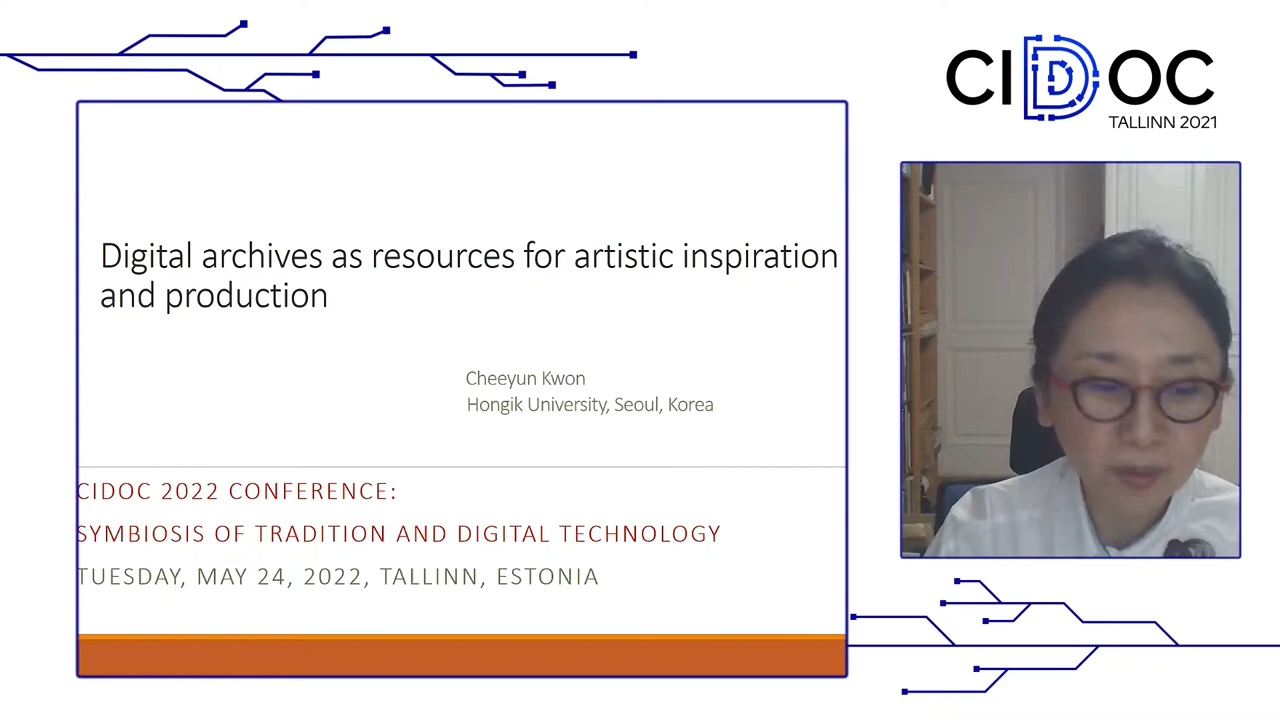 CIDOC
TALLINN 2021
Digital archives as resources for artistic inspiration
and production
Cheeyun Kwon
Hongik University, Seoul, Korea
CIDOC 2022 CONFERENCE:
SYMBIOSIS OF TRADITION AND DIGITAL TECHNOLOGY
TUESDAY, MAY 24, 2022, TALLINN, ESTONIA